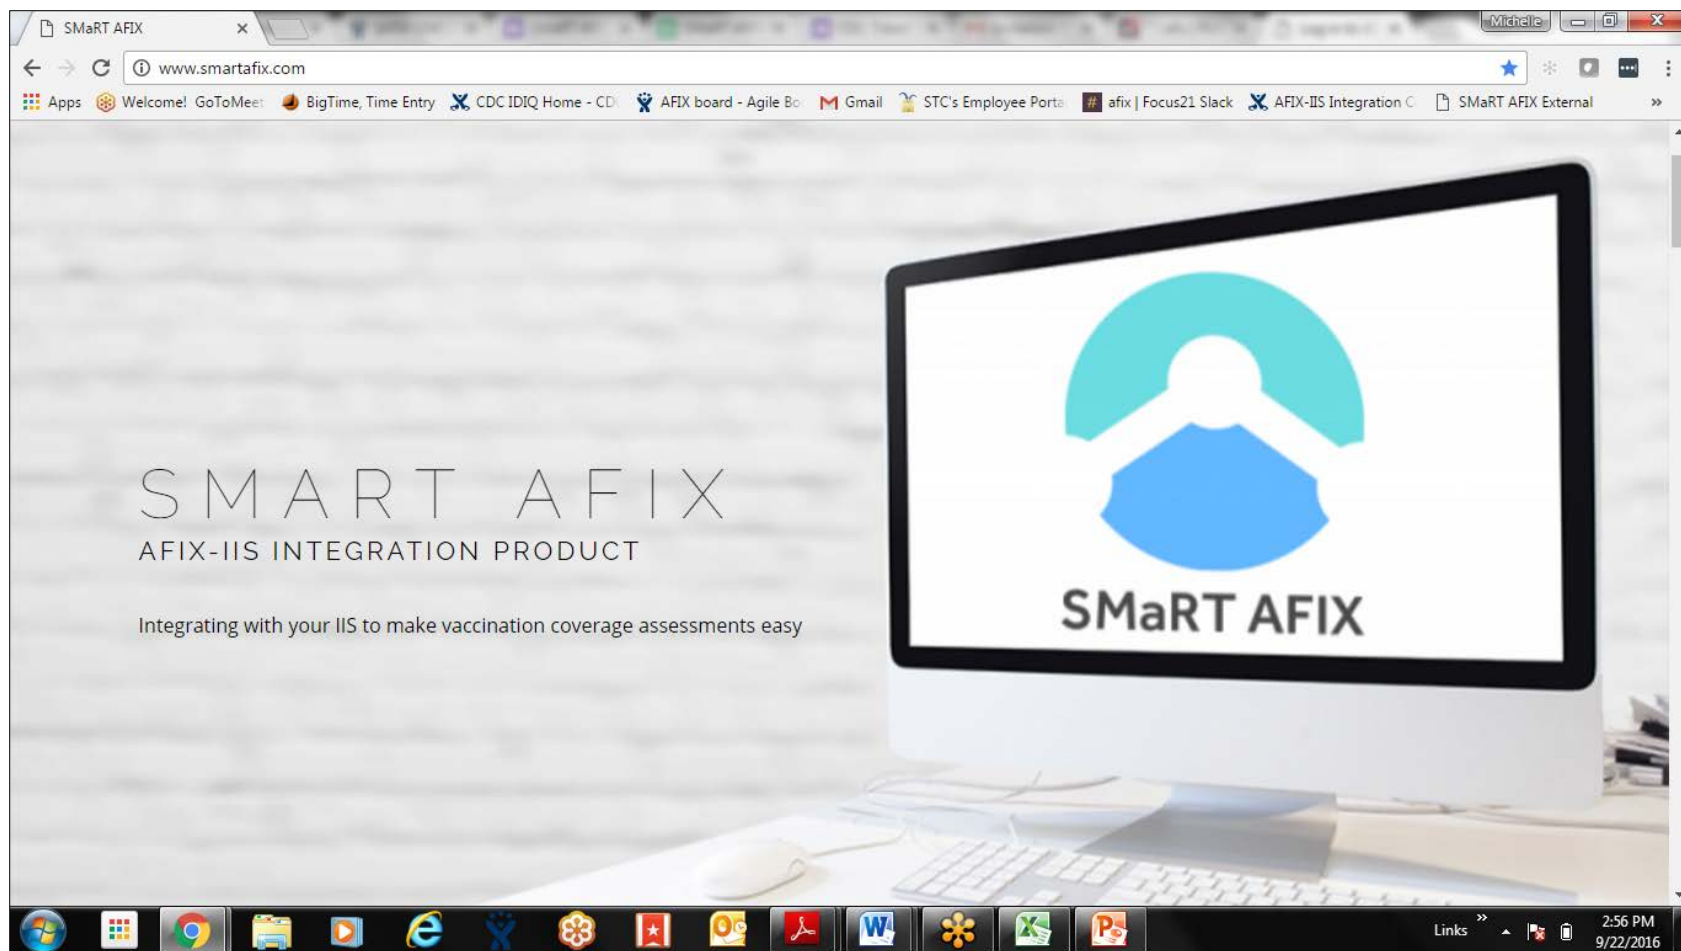 SMaRT AFIX
Michelle
www.smartafix.com
Apps Welcome! GoToMeet BigTime, Time Entry CDC IDIQ Home - CD AFIX board - Agile Bo Gmail STC's Employee Porta afix | Focus21 Slack AFIX-IIS Integration C SMaRT AFIX External
SMART AFIX
AFIX-IIS INTEGRATION PRODUCT
Integrating with your IIS to make vaccination coverage assessments easy
SMaRT AFIX
Links
2:56 PM
9/22/2016